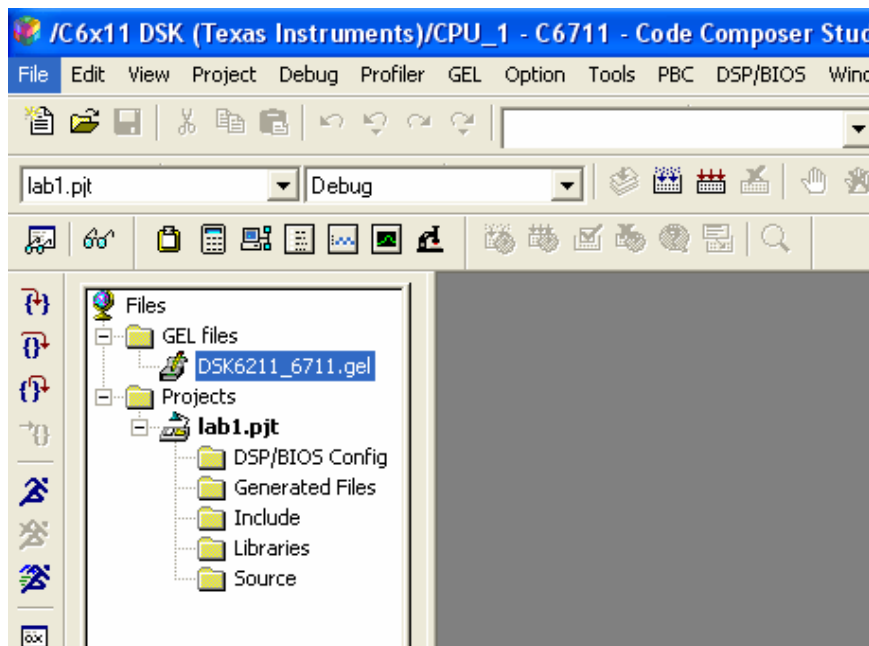 /C6x11 DSK (Texas Instruments)/CPU_1 - C6711 - Code Composer Stud
File Edit View Project Debug Profiler GEL Option Tools PBC DSP/BIOS Wind
lab1.pjt Debug
Files
GEL files
DSK6211_6711.gel
Projects
lab1.pjt
DSP/BIOS Config
Generated Files
Include
Libraries
Source